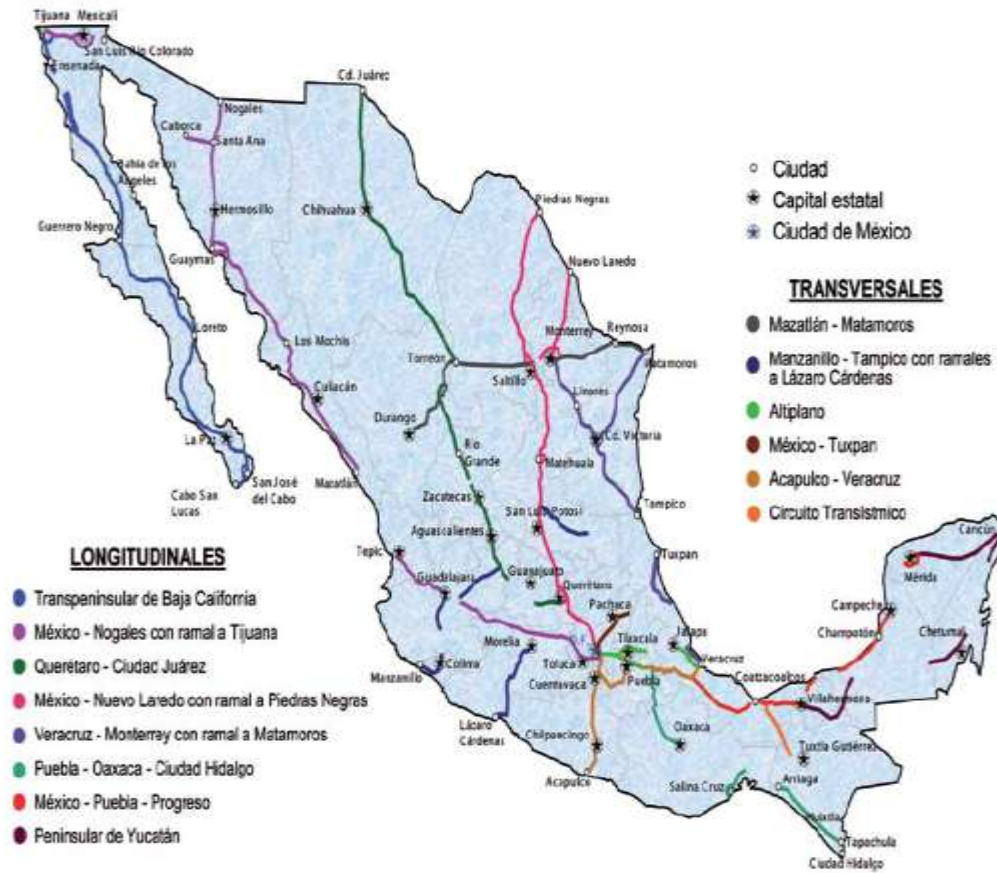 Tijuana Mexicali
San Luis Río Colorado
Ensenada
Cd. Juárez
Nogales
Caborca
Santa Ana
Bahía de los
Ángeles
Hermosillo
Chihuahua
Piedras Negras
Guerrero Negro
Guaymas
Nuevo Laredo
Loreto
Los Mochis
Monterrey
Reynosa
Torreón
Matamoros
Saltillo
Culiacán
Linares
Durango
La Paz
Cd. Victoria
Río
Grande
Matehuala
San José
del Cabo
Cabo San
Lucas
Mazatlán
Zacatecas
Tampico
San Luis Potosí
Aguascalientes
Tepic
Tuxpan
Guadalajara
Guanajuato
Querétaro
Pachuca
Morelia
D.F.
Tlaxcala
Jalapa
Toluca
Veracruz
Manzanillo
Colima
Cuernavaca
Puebla
Coatzacoalcos
Villahermosa
Lázaro
Cárdenas
Chilpancingo
Oaxaca
Tuxtla Gutiérrez
Acapulco
Salina Cruz
Arriaga
Huixtla
Tapachula
Ciudad Hidalgo
Cancún
Mérida
Campeche
Champotón
Chetumal
Ciudad
Capital estatal
Ciudad de México
TRANSVERSALES
Mazatlán - Matamoros
Manzanillo - Tampico con ramales
a Lázaro Cárdenas
Altiplano
México - Tuxpan
Acapulco - Veracruz
Circuito Transístmico
LONGITUDINALES
Transpeninsular de Baja California
México - Nogales con ramal a Tijuana
Querétaro - Ciudad Juárez
México - Nuevo Laredo con ramal a Piedras Negras
Veracruz - Monterrey con ramal a Matamoros
Puebla - Oaxaca - Ciudad Hidalgo
México - Puebla - Progreso
Peninsular de Yucatán